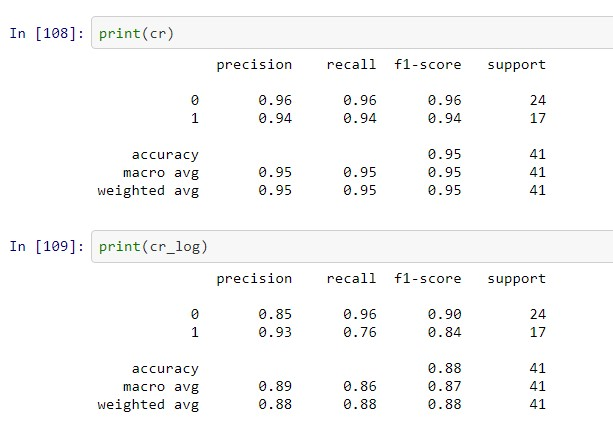 In [108]: print(cr)
precision recall f1-score support
0 0.96 0.96 0.96 24
1 0.94 0.94 0.94 17
accuracy 0.95 41
macro avg 0.95 0.95 0.95 41
weighted avg 0.95 0.95 0.95 41
In [109]: print(cr_log)
precision recall f1-score support
0 0.85 0.96 0.90 24
1 0.93 0.76 0.84 17
accuracy 0.88 41
macro avg 0.89 0.86 0.87 41
weighted avg 0.88 0.88 0.88 41